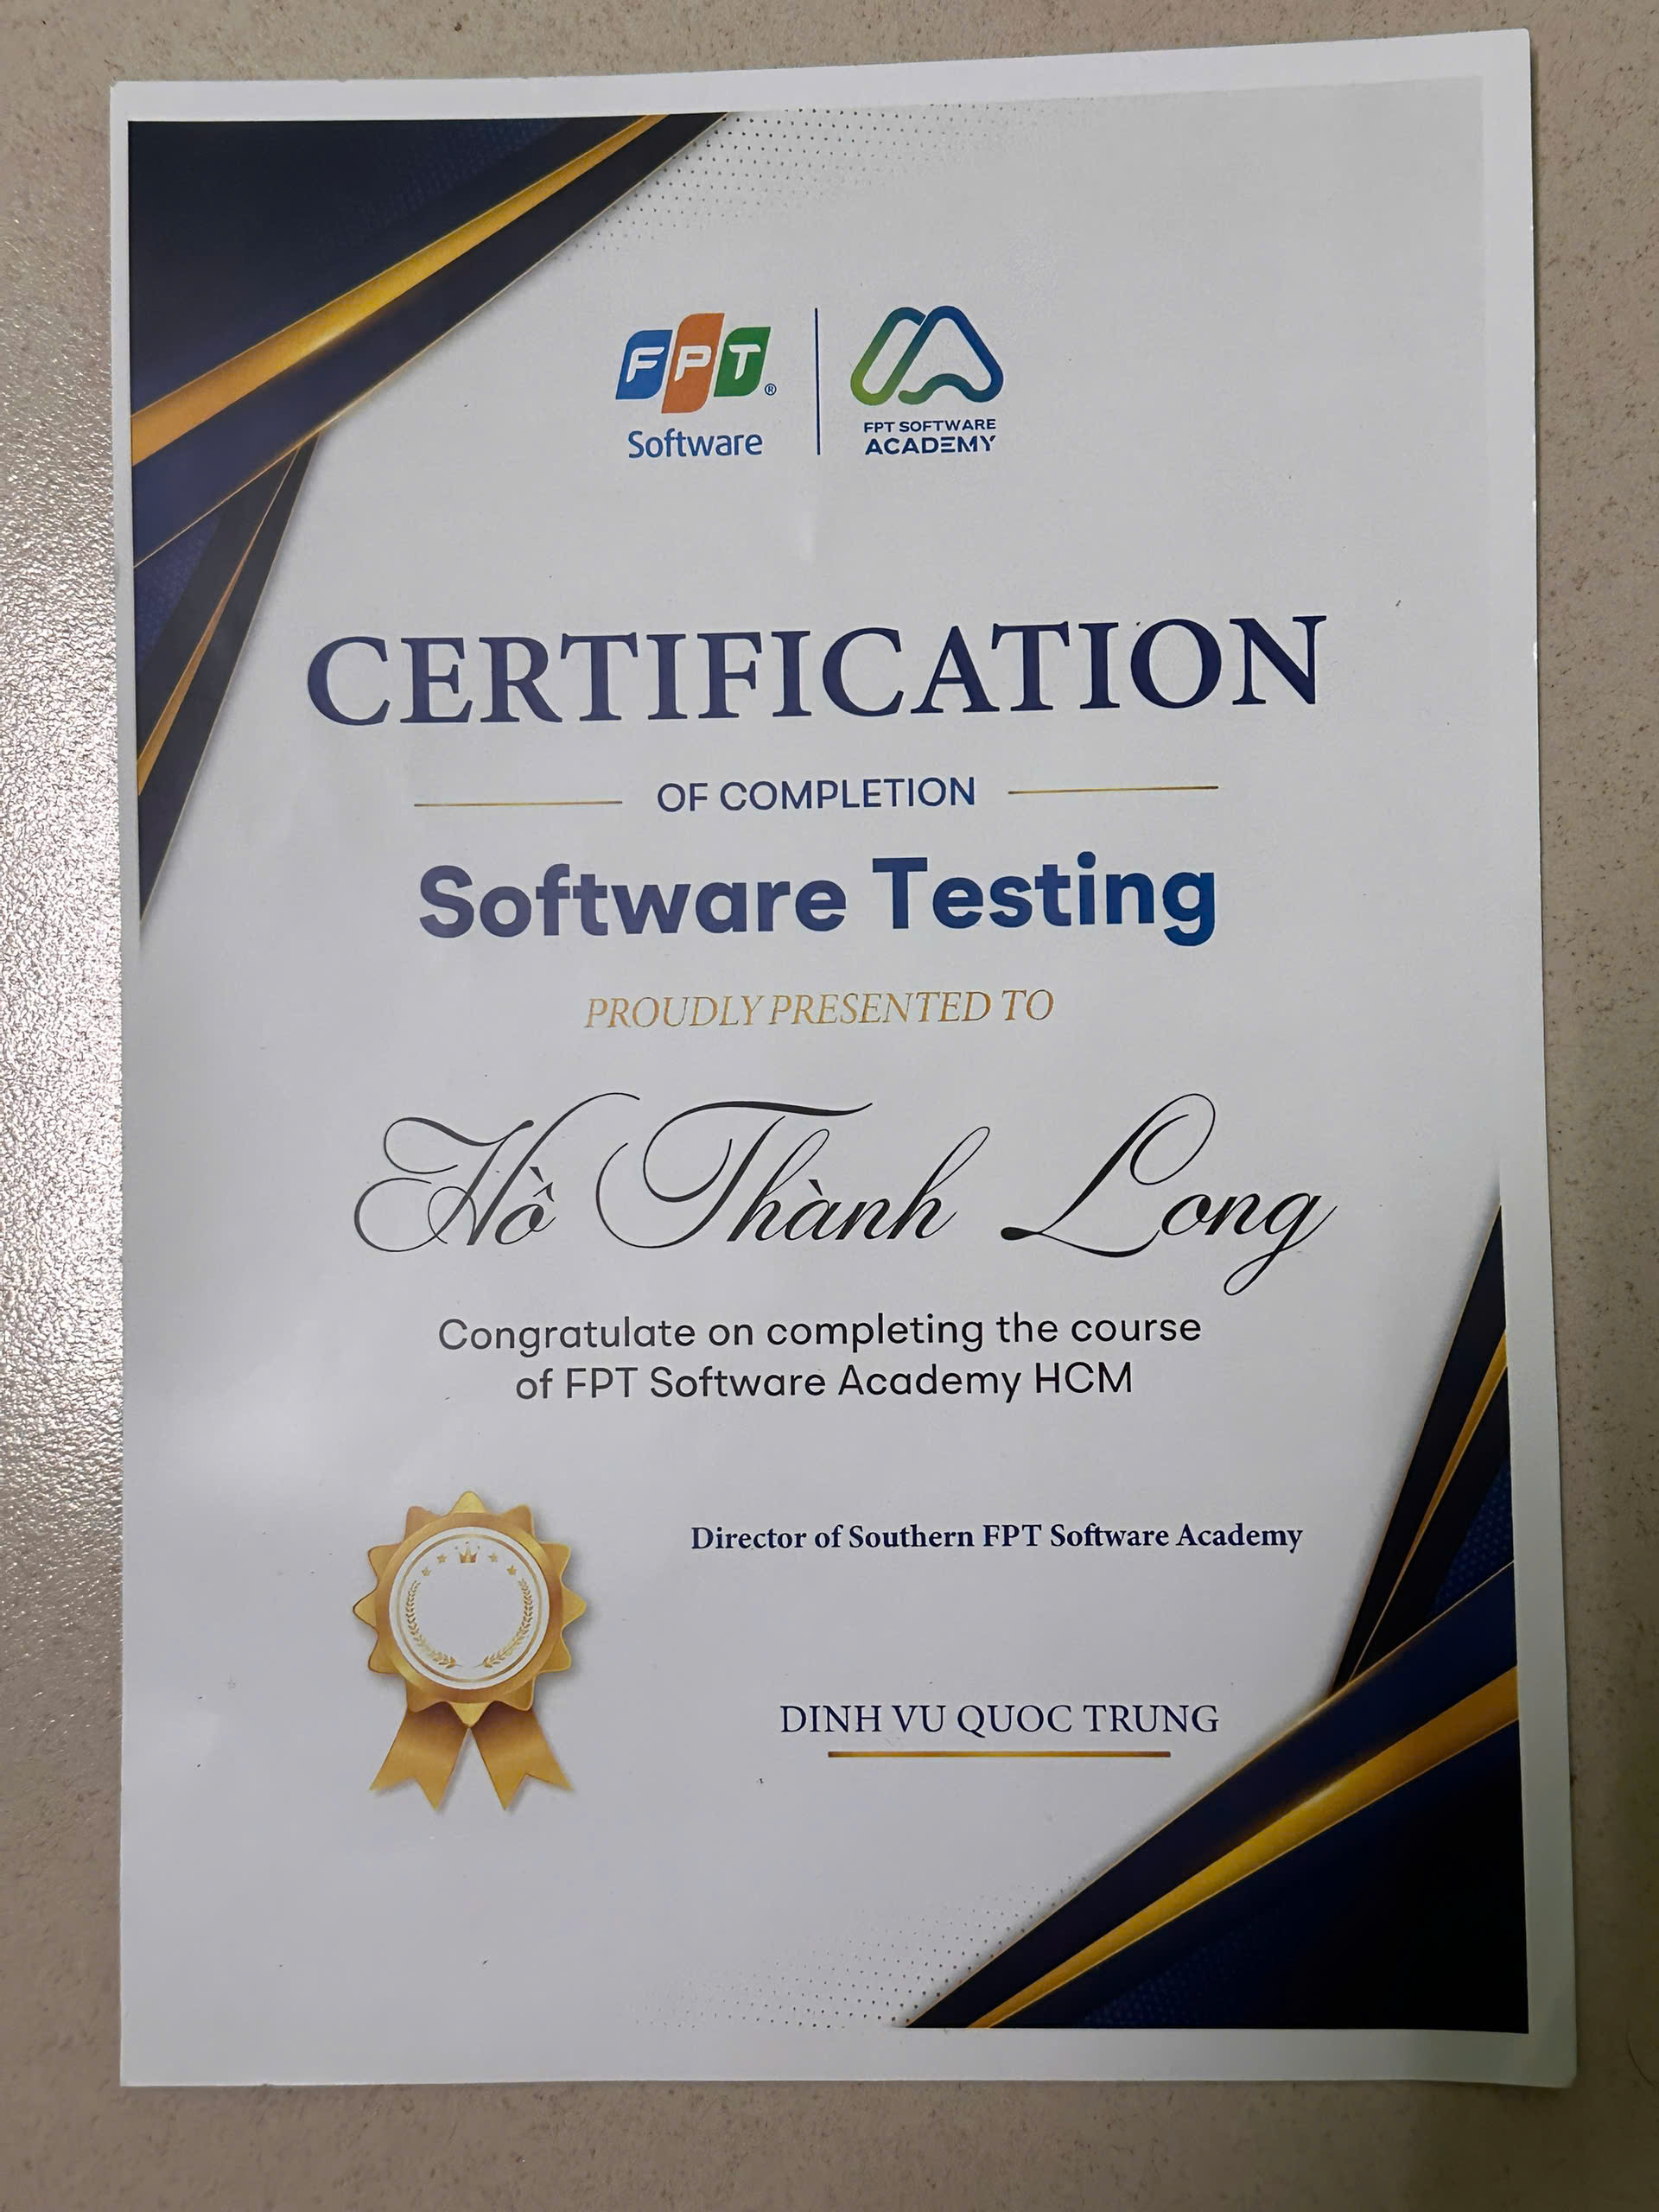 FPT®
Software
FPT SOFTWARE
ACADEMY
CERTIFICATION
OF COMPLETION
Software Testing
PROUDLY PRESENTED TO
Hồ Thành Long
Congratulate on completing the course
of FPT Software Academy HCM
Director of Southern FPT Software Academy
DINH VU QUOC TRUNG